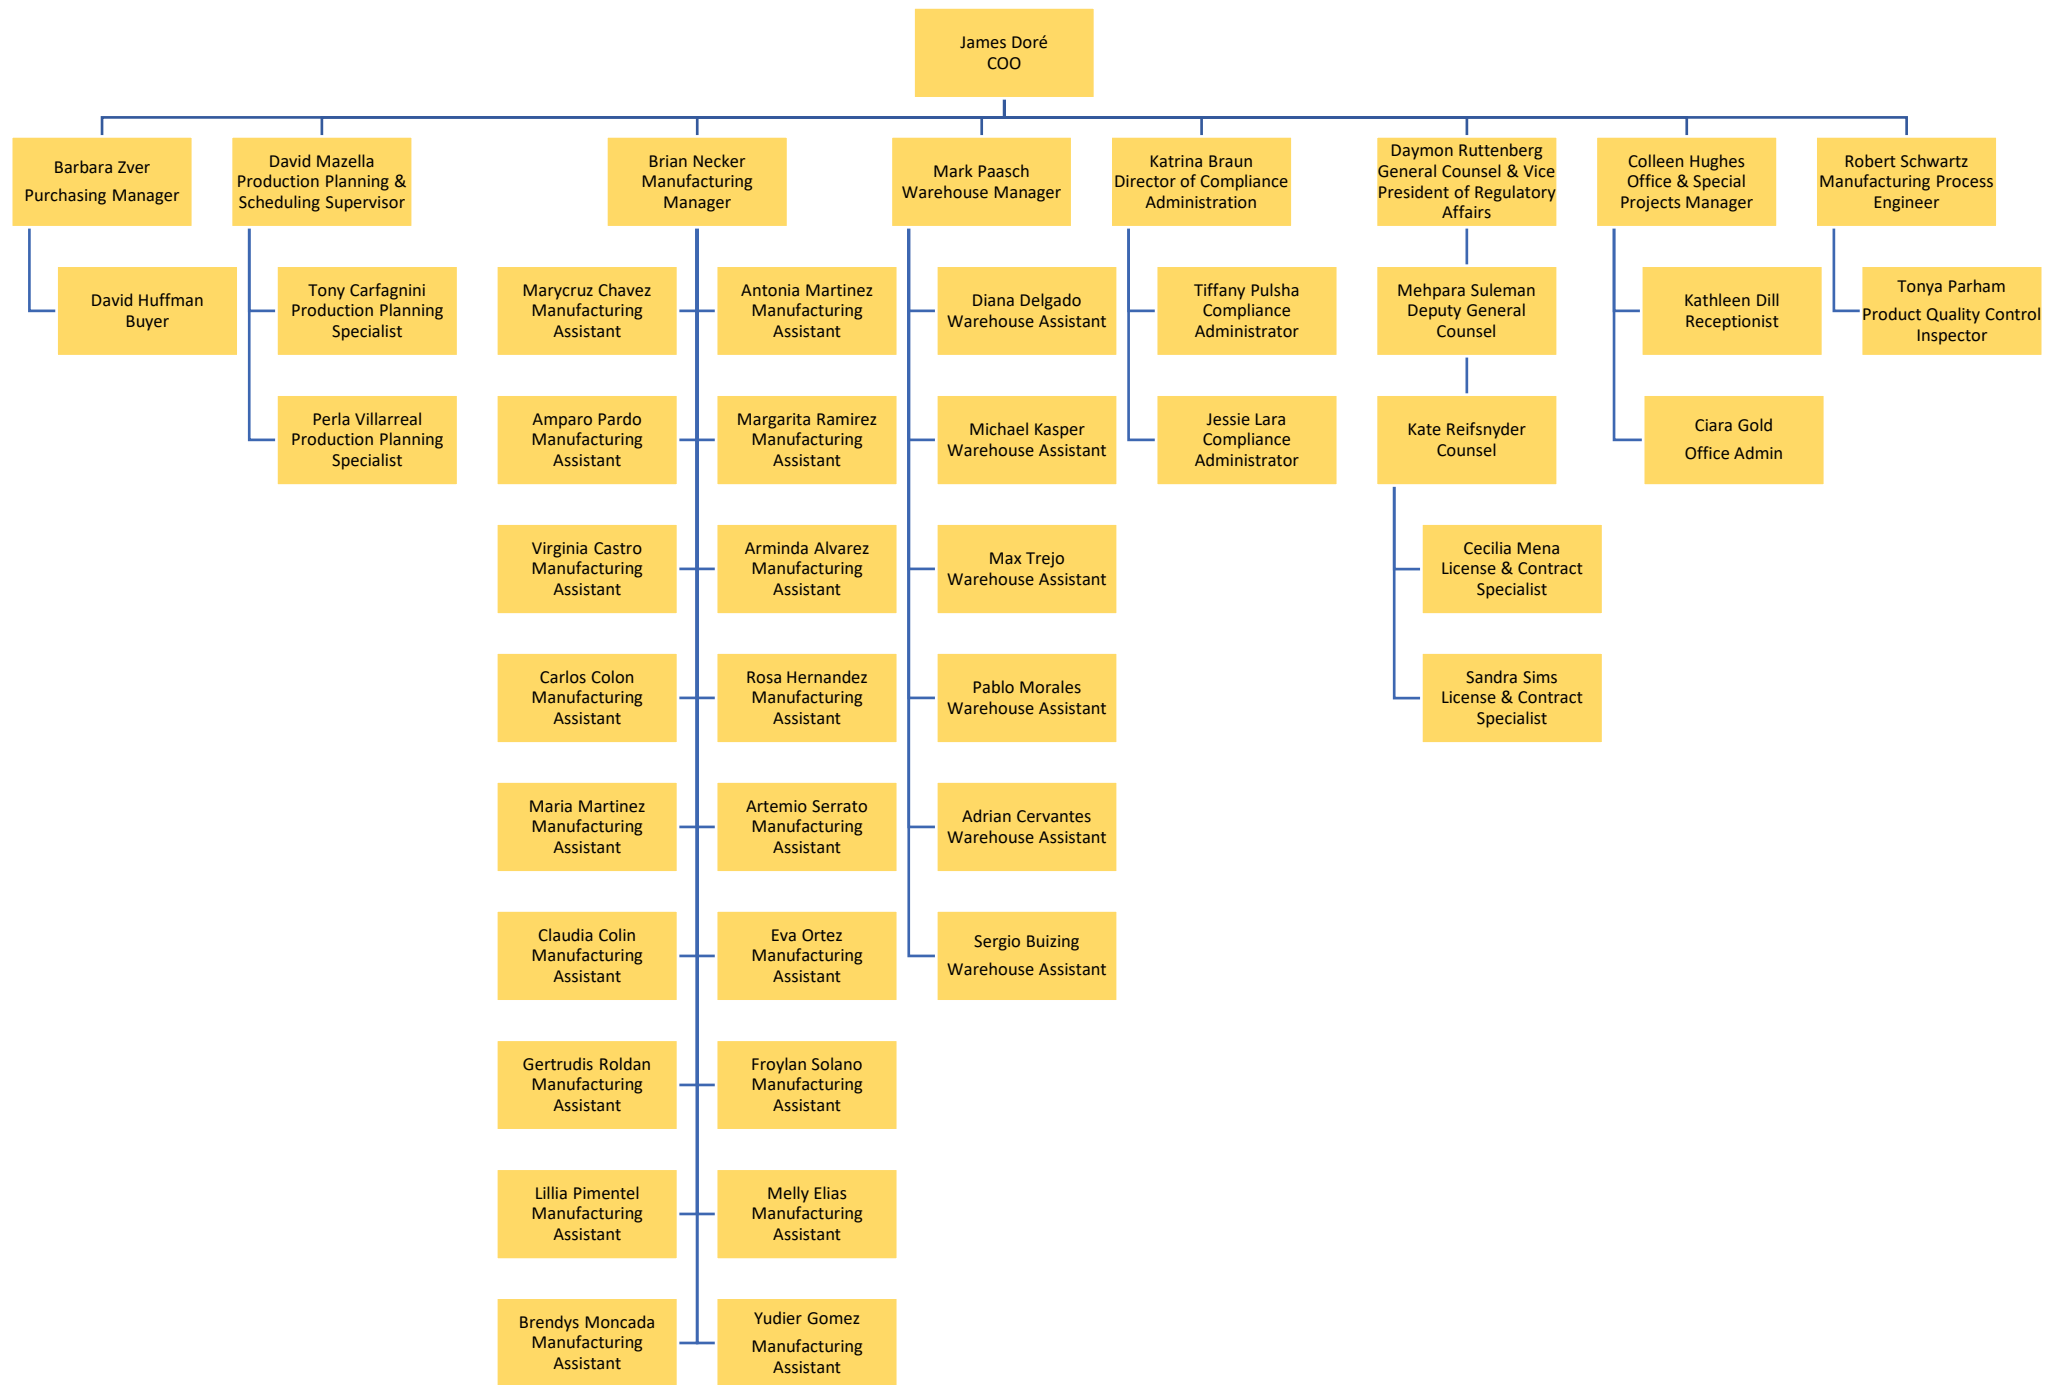 James Doré
COO
Barbara Zver
Purchasing Manager
David Mazella
Production Planning &
Scheduling Supervisor
Brian Necker
Manufacturing
Manager
Mark Paasch
Warehouse Manager
Katrina Braun
Director of Compliance
Administration
Daymon Ruttenberg
General Counsel & Vice
President of Regulatory
Affairs
Colleen Hughes
Office & Special
Projects Manager
Robert Schwartz
Manufacturing Process
Engineer
David Huffman
Buyer
Tony Carfagnini
Production Planning
Specialist
Marycruz Chavez
Manufacturing
Assistant
Antonia Martinez
Manufacturing
Assistant
Diana Delgado
Warehouse Assistant
Tiffany Pulsha
Compliance
Administrator
Mehpara Suleman
Deputy General
Counsel
Kathleen Dill
Receptionist
Tonya Parham
Product Quality Control
Inspector
Perla Villarreal
Production Planning
Specialist
Amparo Pardo
Manufacturing
Assistant
Margarita Ramirez
Manufacturing
Assistant
Michael Kasper
Warehouse Assistant
Jessie Lara
Compliance
Administrator
Kate Reifsnyder
Counsel
Ciara Gold
Office Admin
Virginia Castro
Manufacturing
Assistant
Arminda Alvarez
Manufacturing
Assistant
Max Trejo
Warehouse Assistant
Cecilia Mena
License & Contract
Specialist
Carlos Colon
Manufacturing
Assistant
Rosa Hernandez
Manufacturing
Assistant
Pablo Morales
Warehouse Assistant
Sandra Sims
License & Contract
Specialist
Maria Martinez
Manufacturing
Assistant
Artemio Serrato
Manufacturing
Assistant
Adrian Cervantes
Warehouse Assistant
Claudia Colin
Manufacturing
Assistant
Eva Ortez
Manufacturing
Assistant
Sergio Buizing
Warehouse Assistant
Gertrudis Roldan
Manufacturing
Assistant
Froylan Solano
Manufacturing
Assistant
Lillia Pimentel
Manufacturing
Assistant
Melly Elias
Manufacturing
Assistant
Brendys Moncada
Manufacturing
Assistant
Yudier Gomez
Manufacturing
Assistant